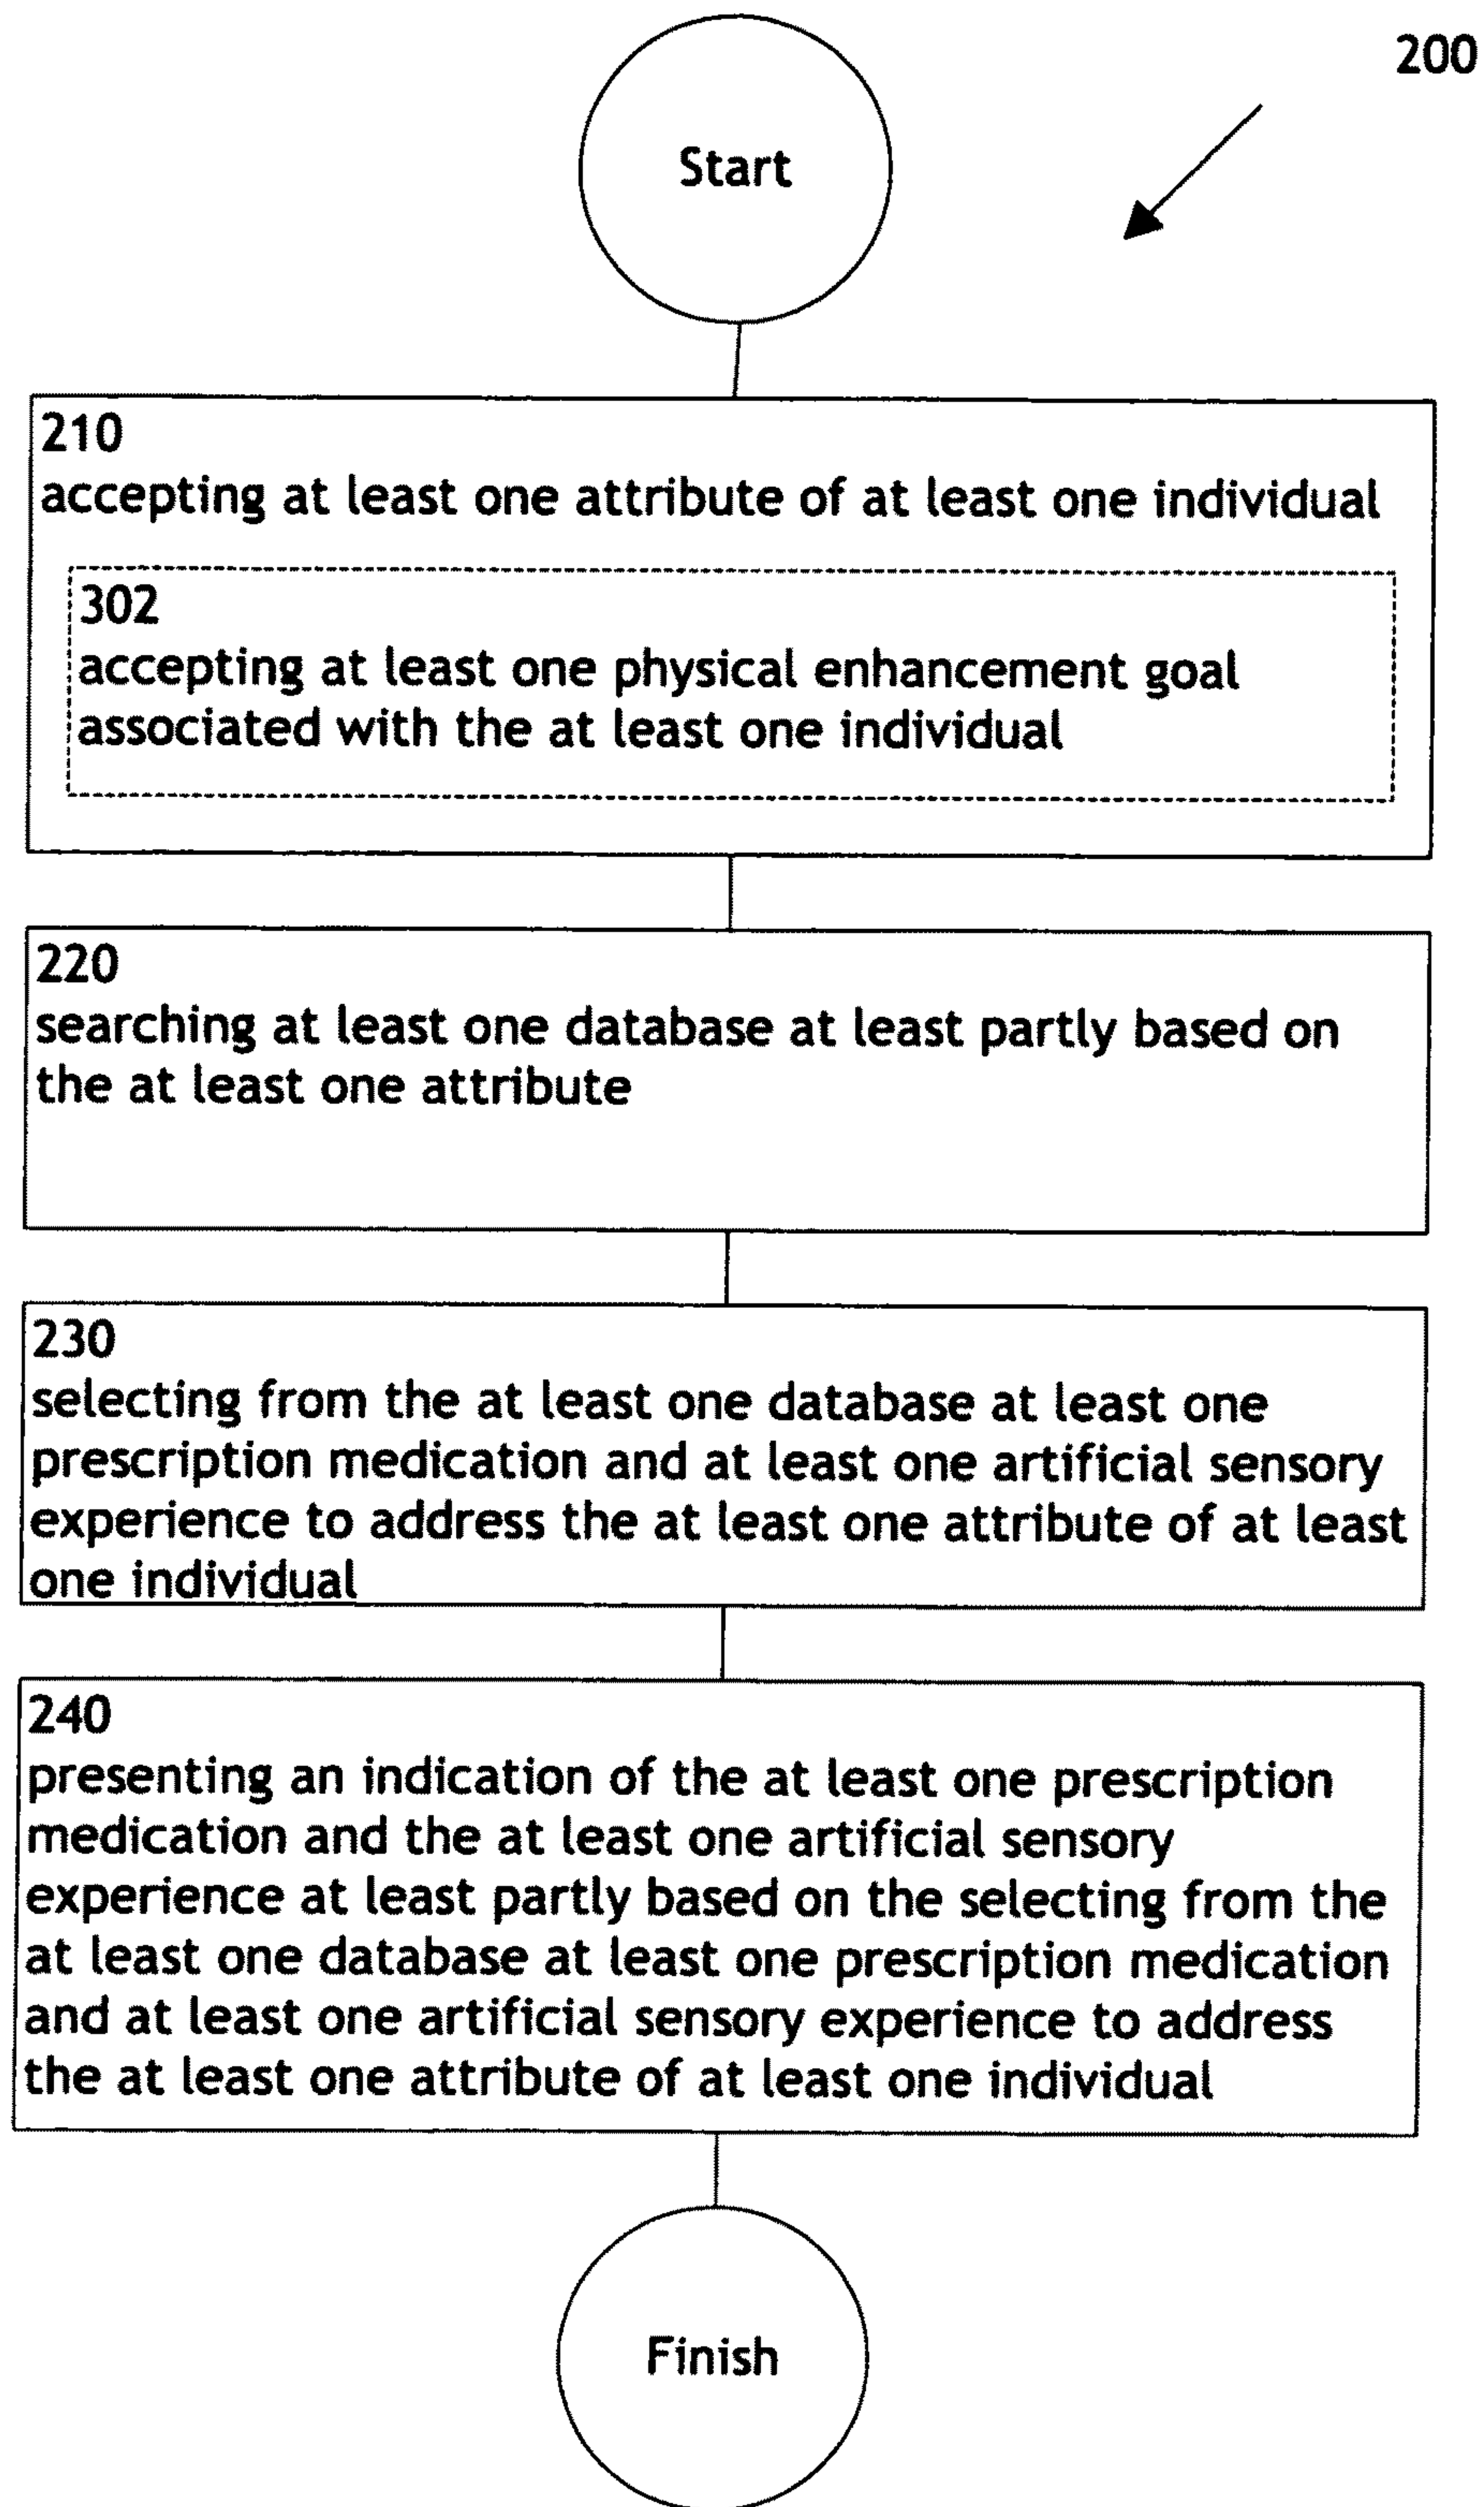 200
Start
210
accepting at least one attribute of at least one individual
302
accepting at least one physical enhancement goal
associated with the at least one individual
220
searching at least one database at least partly based on
the at least one attribute
230
selecting from the at least one database at least one
prescription medication and at least one artificial sensory
experience to address the at least one attribute of at least
one individual
240
presenting an indication of the at least one prescription
medication and the at least one artificial sensory
experience at least partly based on the selecting from the
at least one database at least one prescription medication
and at least one artificial sensory experience to address
the at least one attribute of at least one individual
Finish